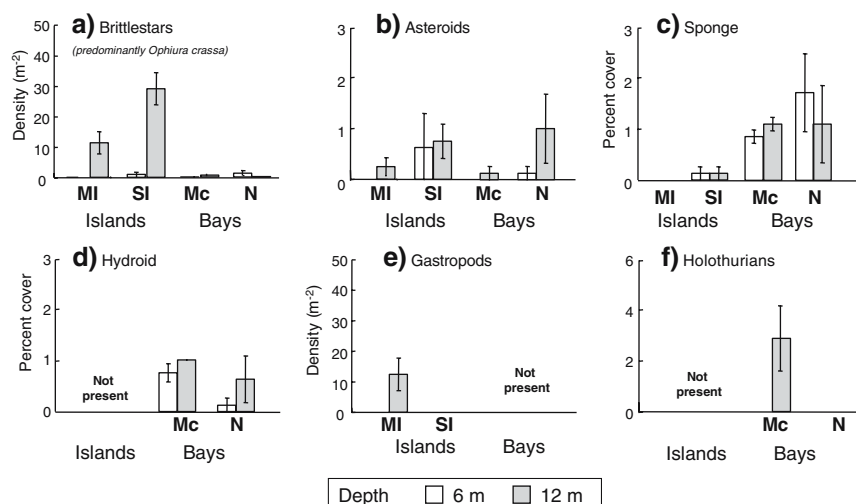 a) Brittlestars
(predominantly Ophiura crassa)
Density (m-2)
50
40
30
20
10
0
MI SI Mc N
Islands Bays
b) Asteroids
3
2
1
0
MI SI Mc N
Islands Bays
c) Sponge
Percent cover
3
2
1
0
MI SI Mc N
Islands Bays
d) Hydroid
Percent cover
3
2
1
0
Not
present
Mc N
Islands Bays
e) Gastropods
Density (m-2)
50
40
30
20
10
0
Not
present
MI SI
Islands Bays
f) Holothurians
6
4
2
0
Not
present
Mc N
Islands Bays
Depth 6 m 12 m